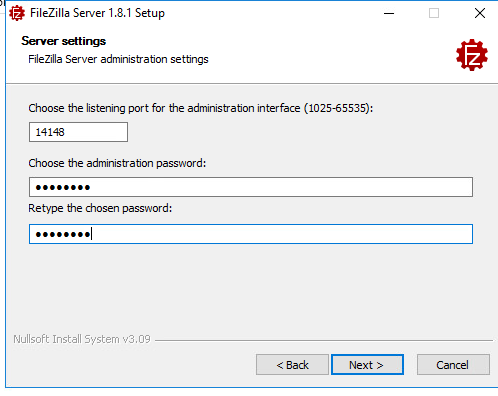 FileZilla Server 1.8.1 Setup
Server settings
FileZilla Server administration settings
Choose the listening port for the administration interface (1025-65535):
14148
Choose the administration password:
●●●●●●●●
Retype the chosen password:
●●●●●●●●
Nullsoft Install System v3.09
< Back Next > Cancel